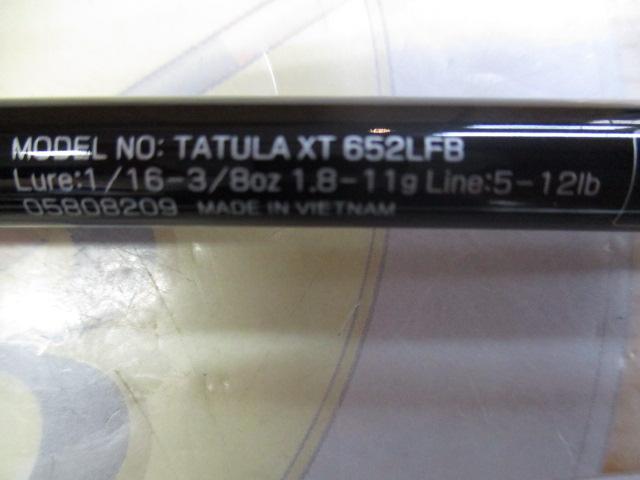 MODEL NO: TATULA XT 652LFB
Lure:1/16-3/8oz 1.8-11g Line:5-12lb
05808209 MADE IN VIETNAM